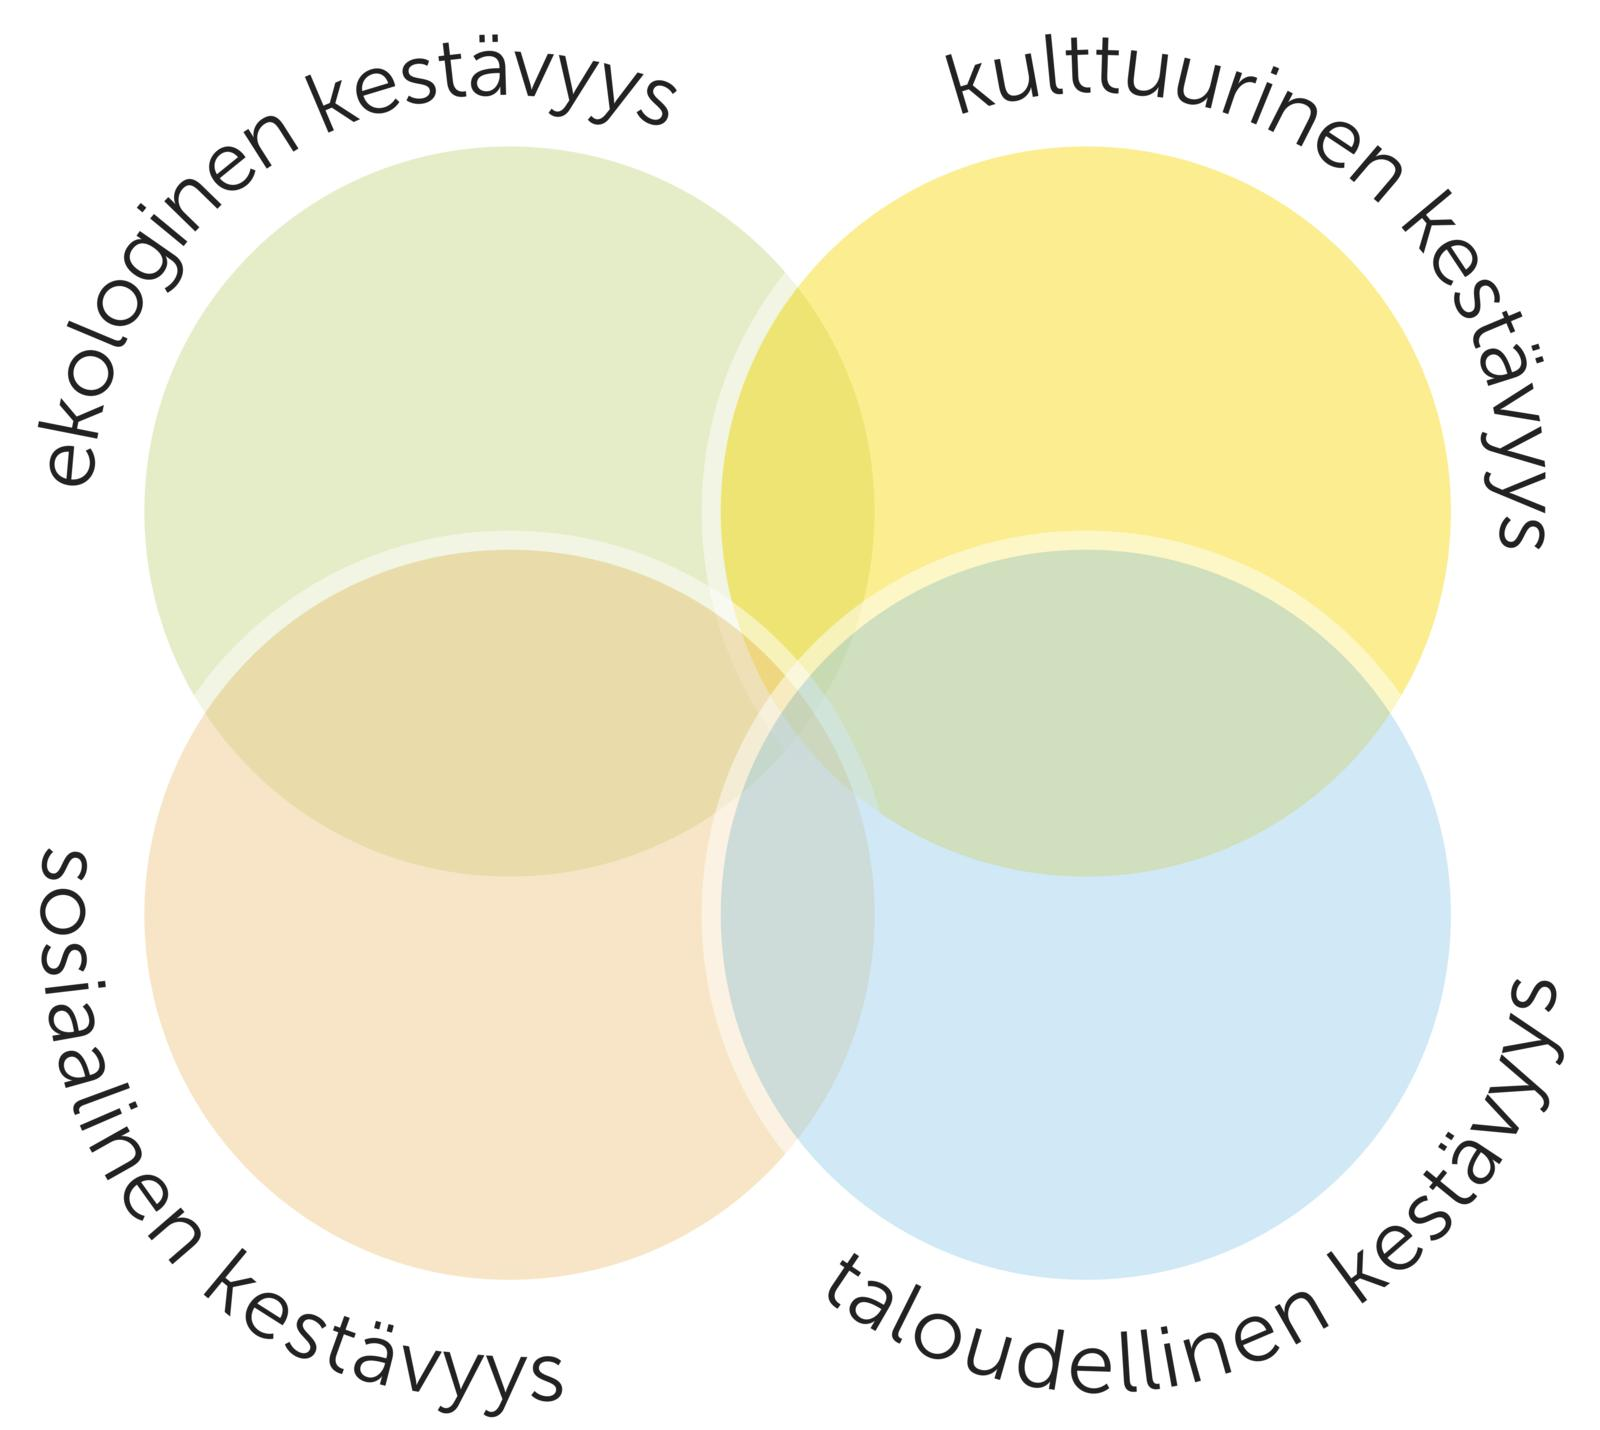 ekologinen kestävyys
kulttuurinen kestävyys
sosiaalinen kestävyys
taloudellinen kestävyys